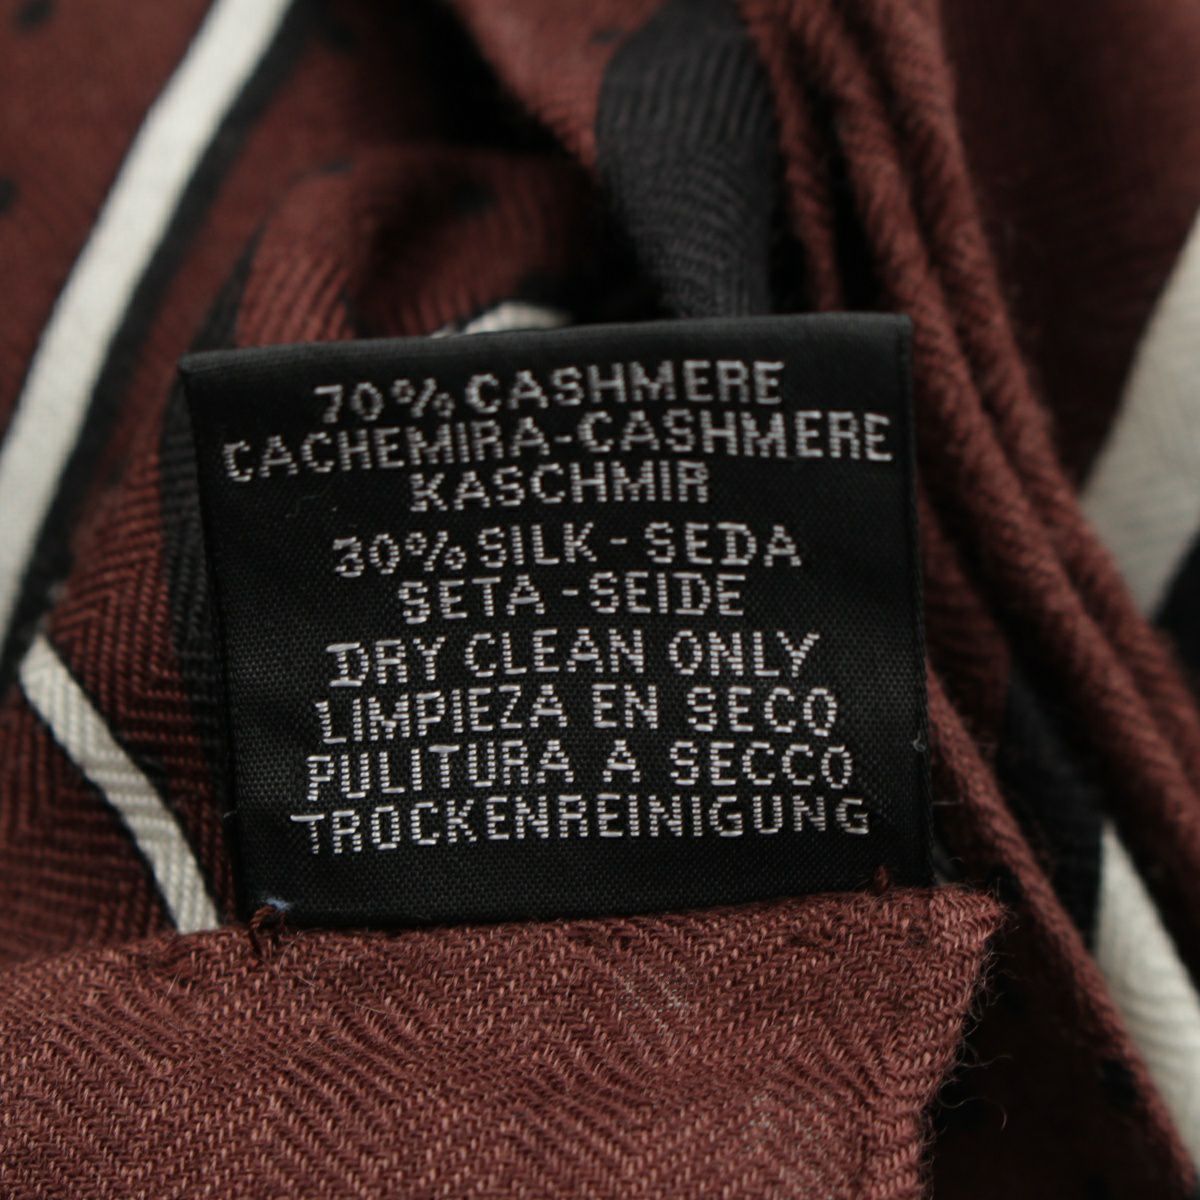 70% CASHMERE
CACHEMIRA-CASHMERE
KASCHMIR
30% SILK - SEDA
SETA - SEIDE
DRY CLEAN ONLY
LIMPIEZA EN SECO
PULITURA A SECCO
TROCKENREINIGUNG